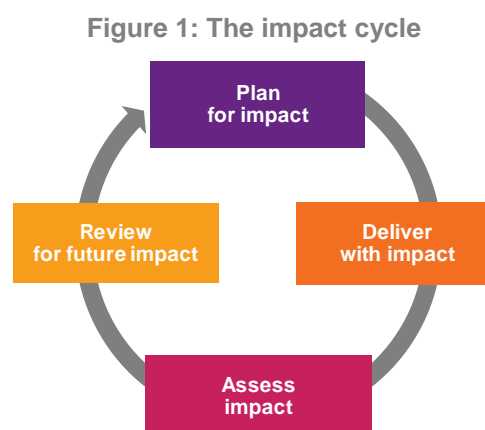 Figure 1: The impact cycle
Plan
for impact
Review
for future impact
Deliver
with impact
Assess
impact